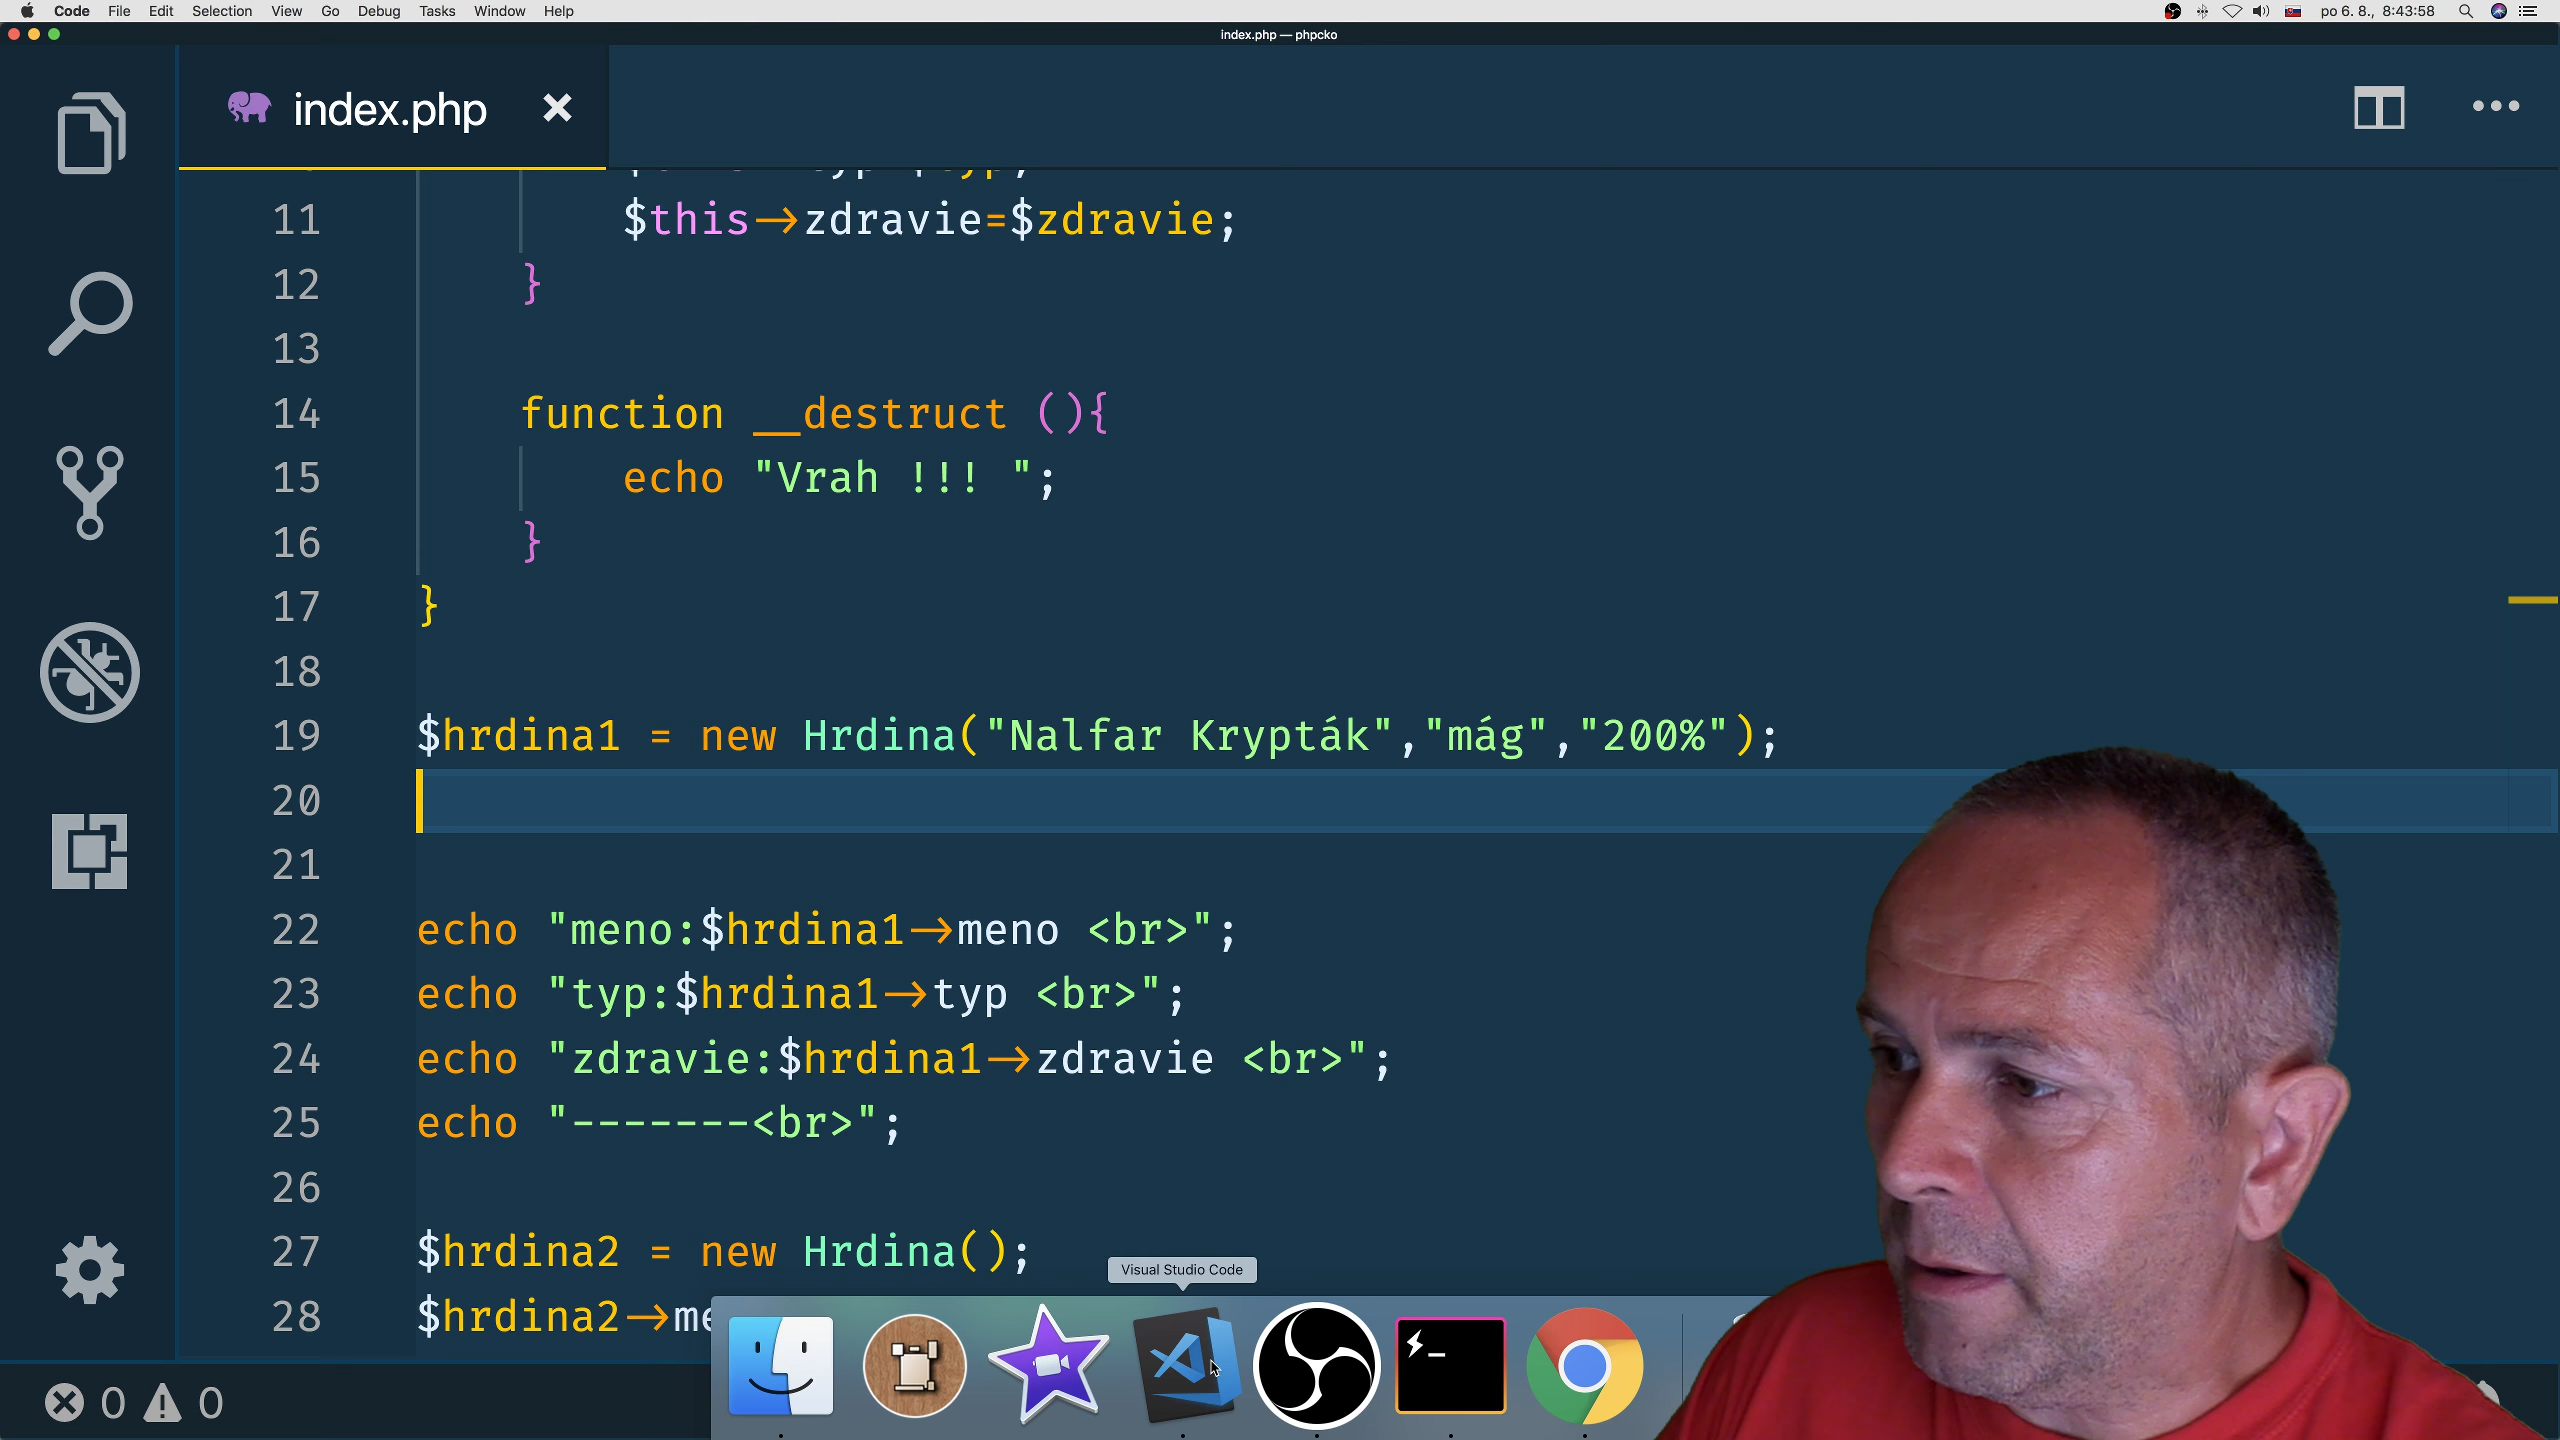 Code File Edit Selection View Go Debug Tasks Window Help po 6. 8., 8:43:58
index.php — phpcko
index.php
11 $this->zdravie=$zdravie;
12 }
13
14 function __destruct (){
15 echo "Vrah !!! ";
16 }
17 }
18
19 $hrdina1 = new Hrdina("Nalfar Krypták","mág","200%");
20
21
22 echo "meno:$hrdina1->meno <br>";
23 echo "typ:$hrdina1->typ <br>";
24 echo "zdravie:$hrdina1->zdravie <br>";
25 echo "-------<br>";
26
27 $hrdina2 = new Hrdina();
Visual Studio Code
28 $hrdina2->me
0 0